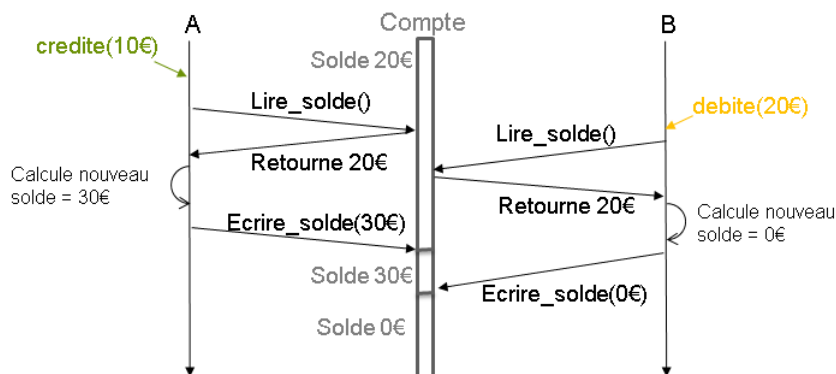 A
Compte
B
credite(10€)
Solde 20€
Lire_solde()
debite(20€)
Lire_solde()
Retourne 20€
Calcule nouveau
solde = 30€
Retourne 20€
Ecrire_solde(30€)
Calcule nouveau
solde = 0€
Solde 30€
Ecrire_solde(0€)
Solde 0€